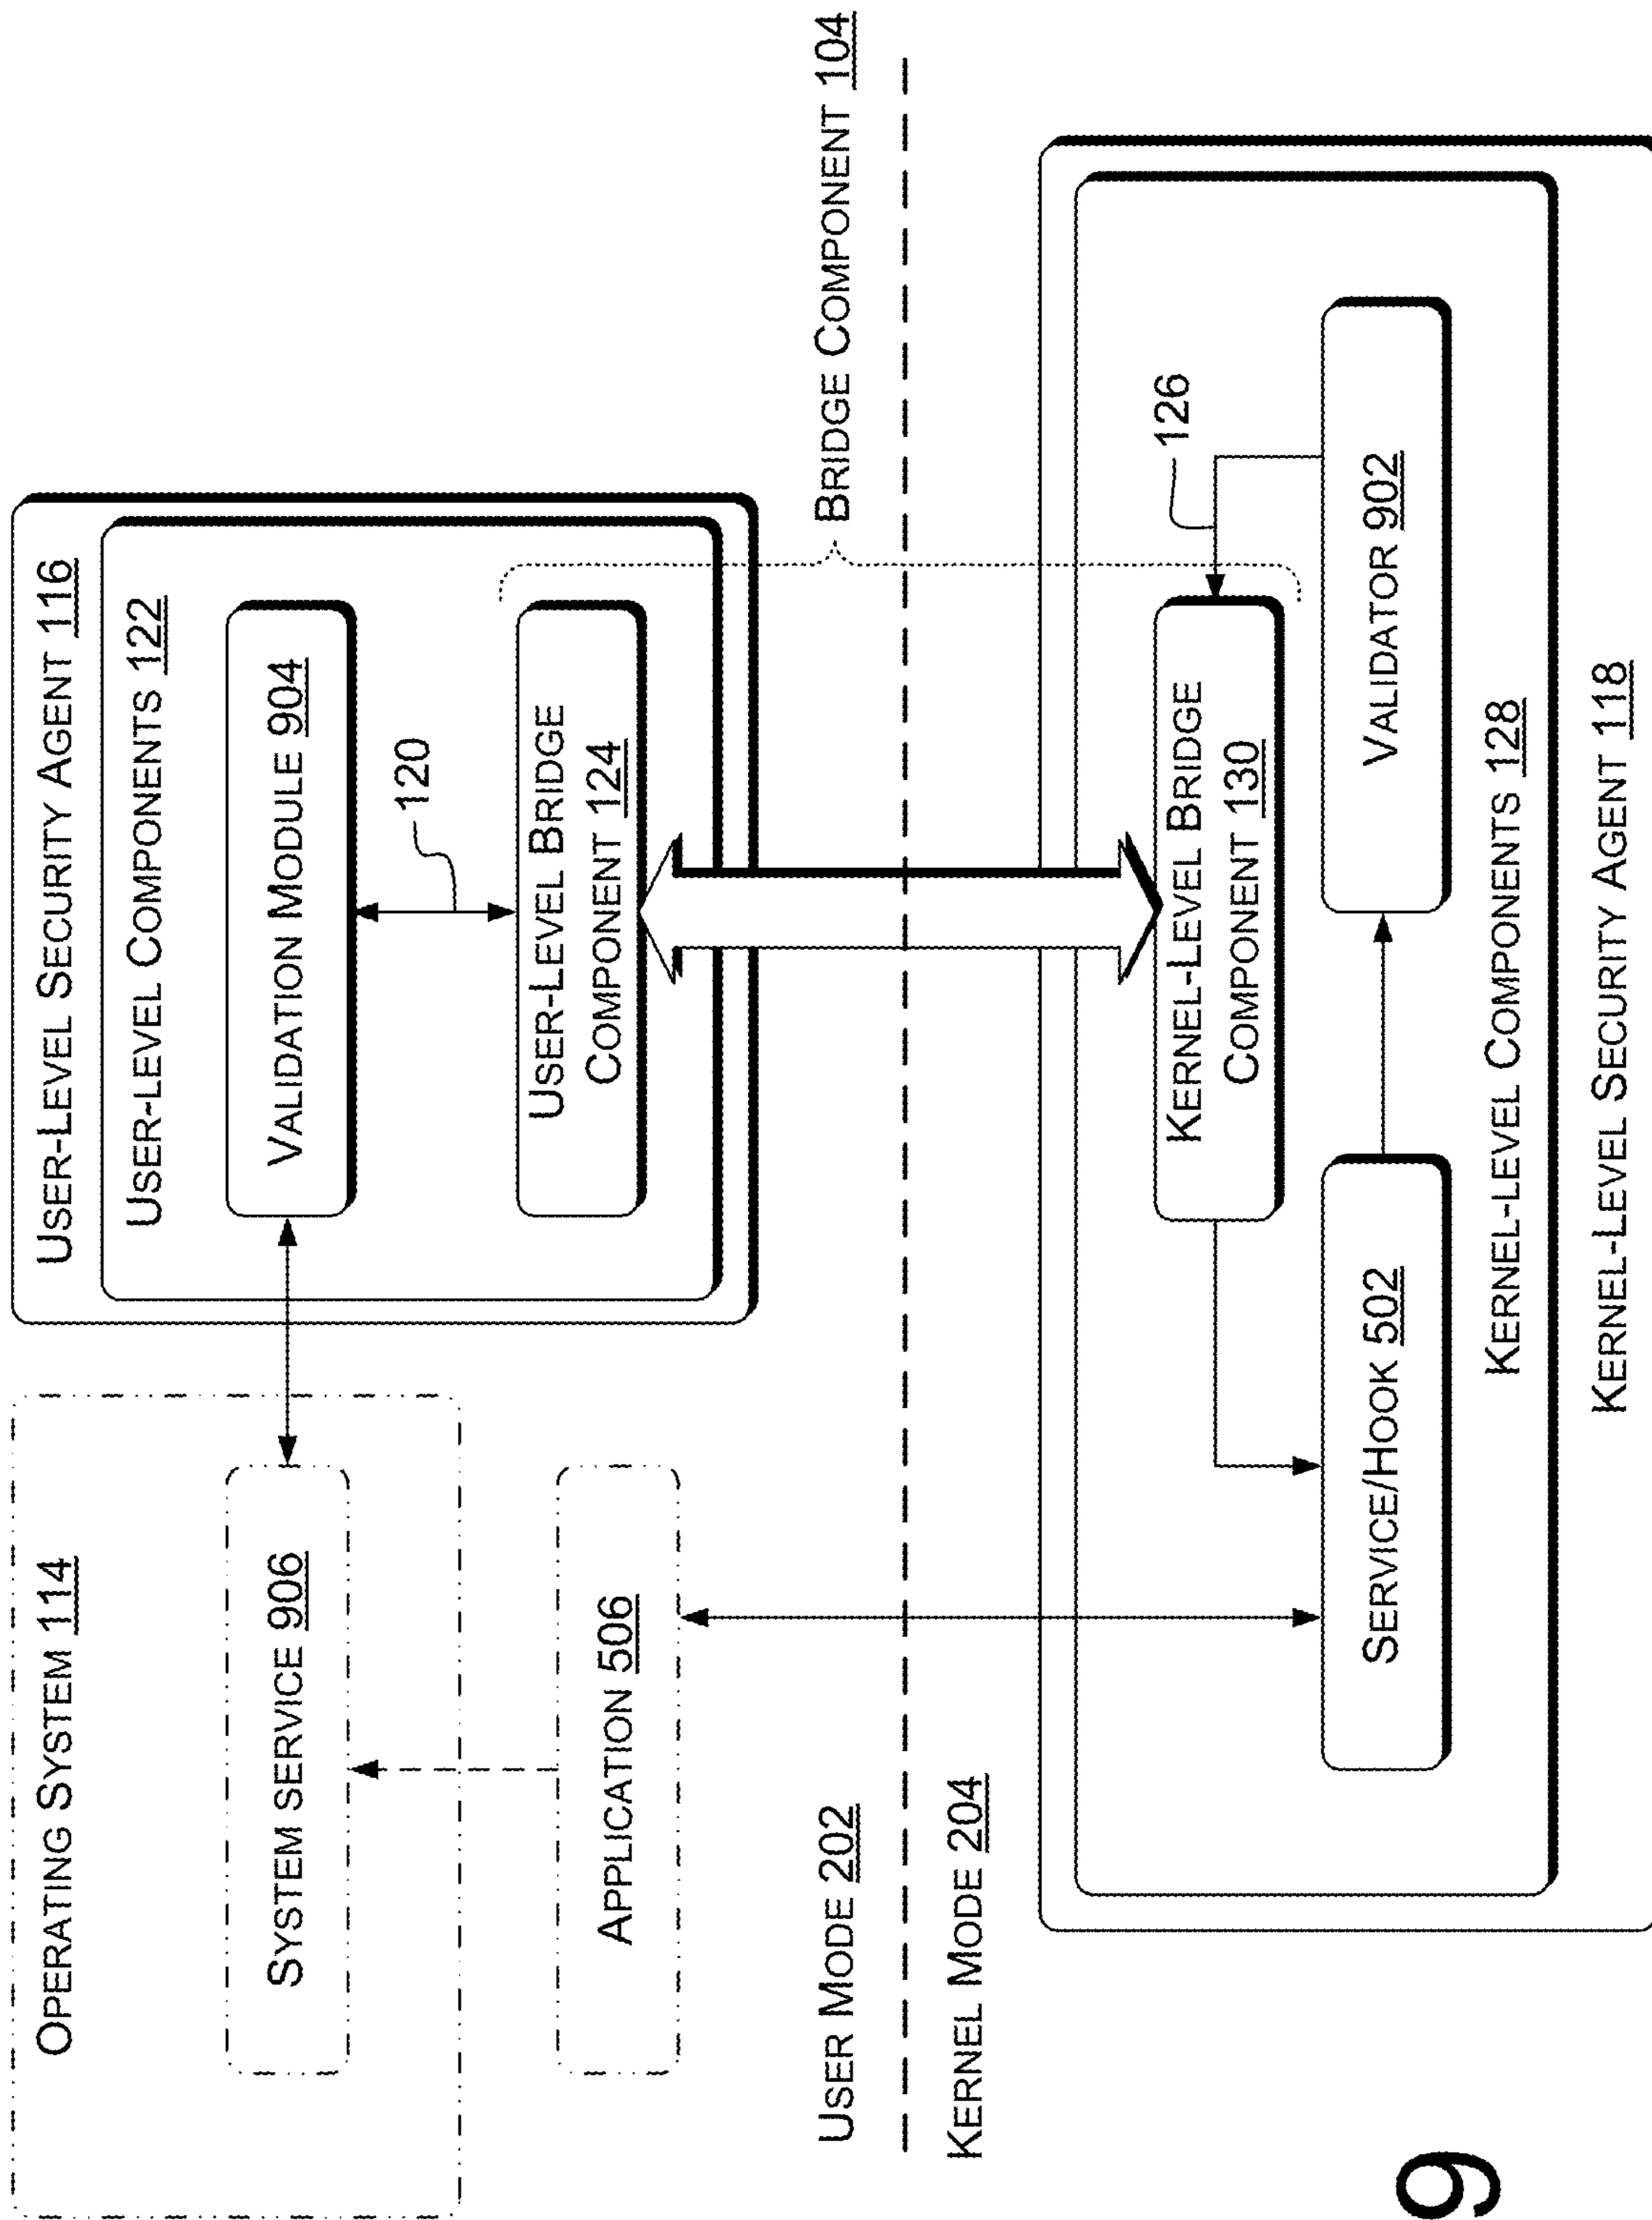 OPERATING SYSTEM 114
SYSTEM SERVICE 906
APPLICATION 506
USER-LEVEL SECURITY AGENT 116
USER-LEVEL COMPONENTS 122
VALIDATION MODULE 904
120
USER-LEVEL BRIDGE
COMPONENT 124
BRIDGE COMPONENT 104
USER MODE 202
KERNEL MODE 204
KERNEL-LEVEL BRIDGE
COMPONENT 130
126
SERVICE/HOOK 502
VALIDATOR 902
KERNEL-LEVEL COMPONENTS 128
KERNEL-LEVEL SECURITY AGENT 118
9